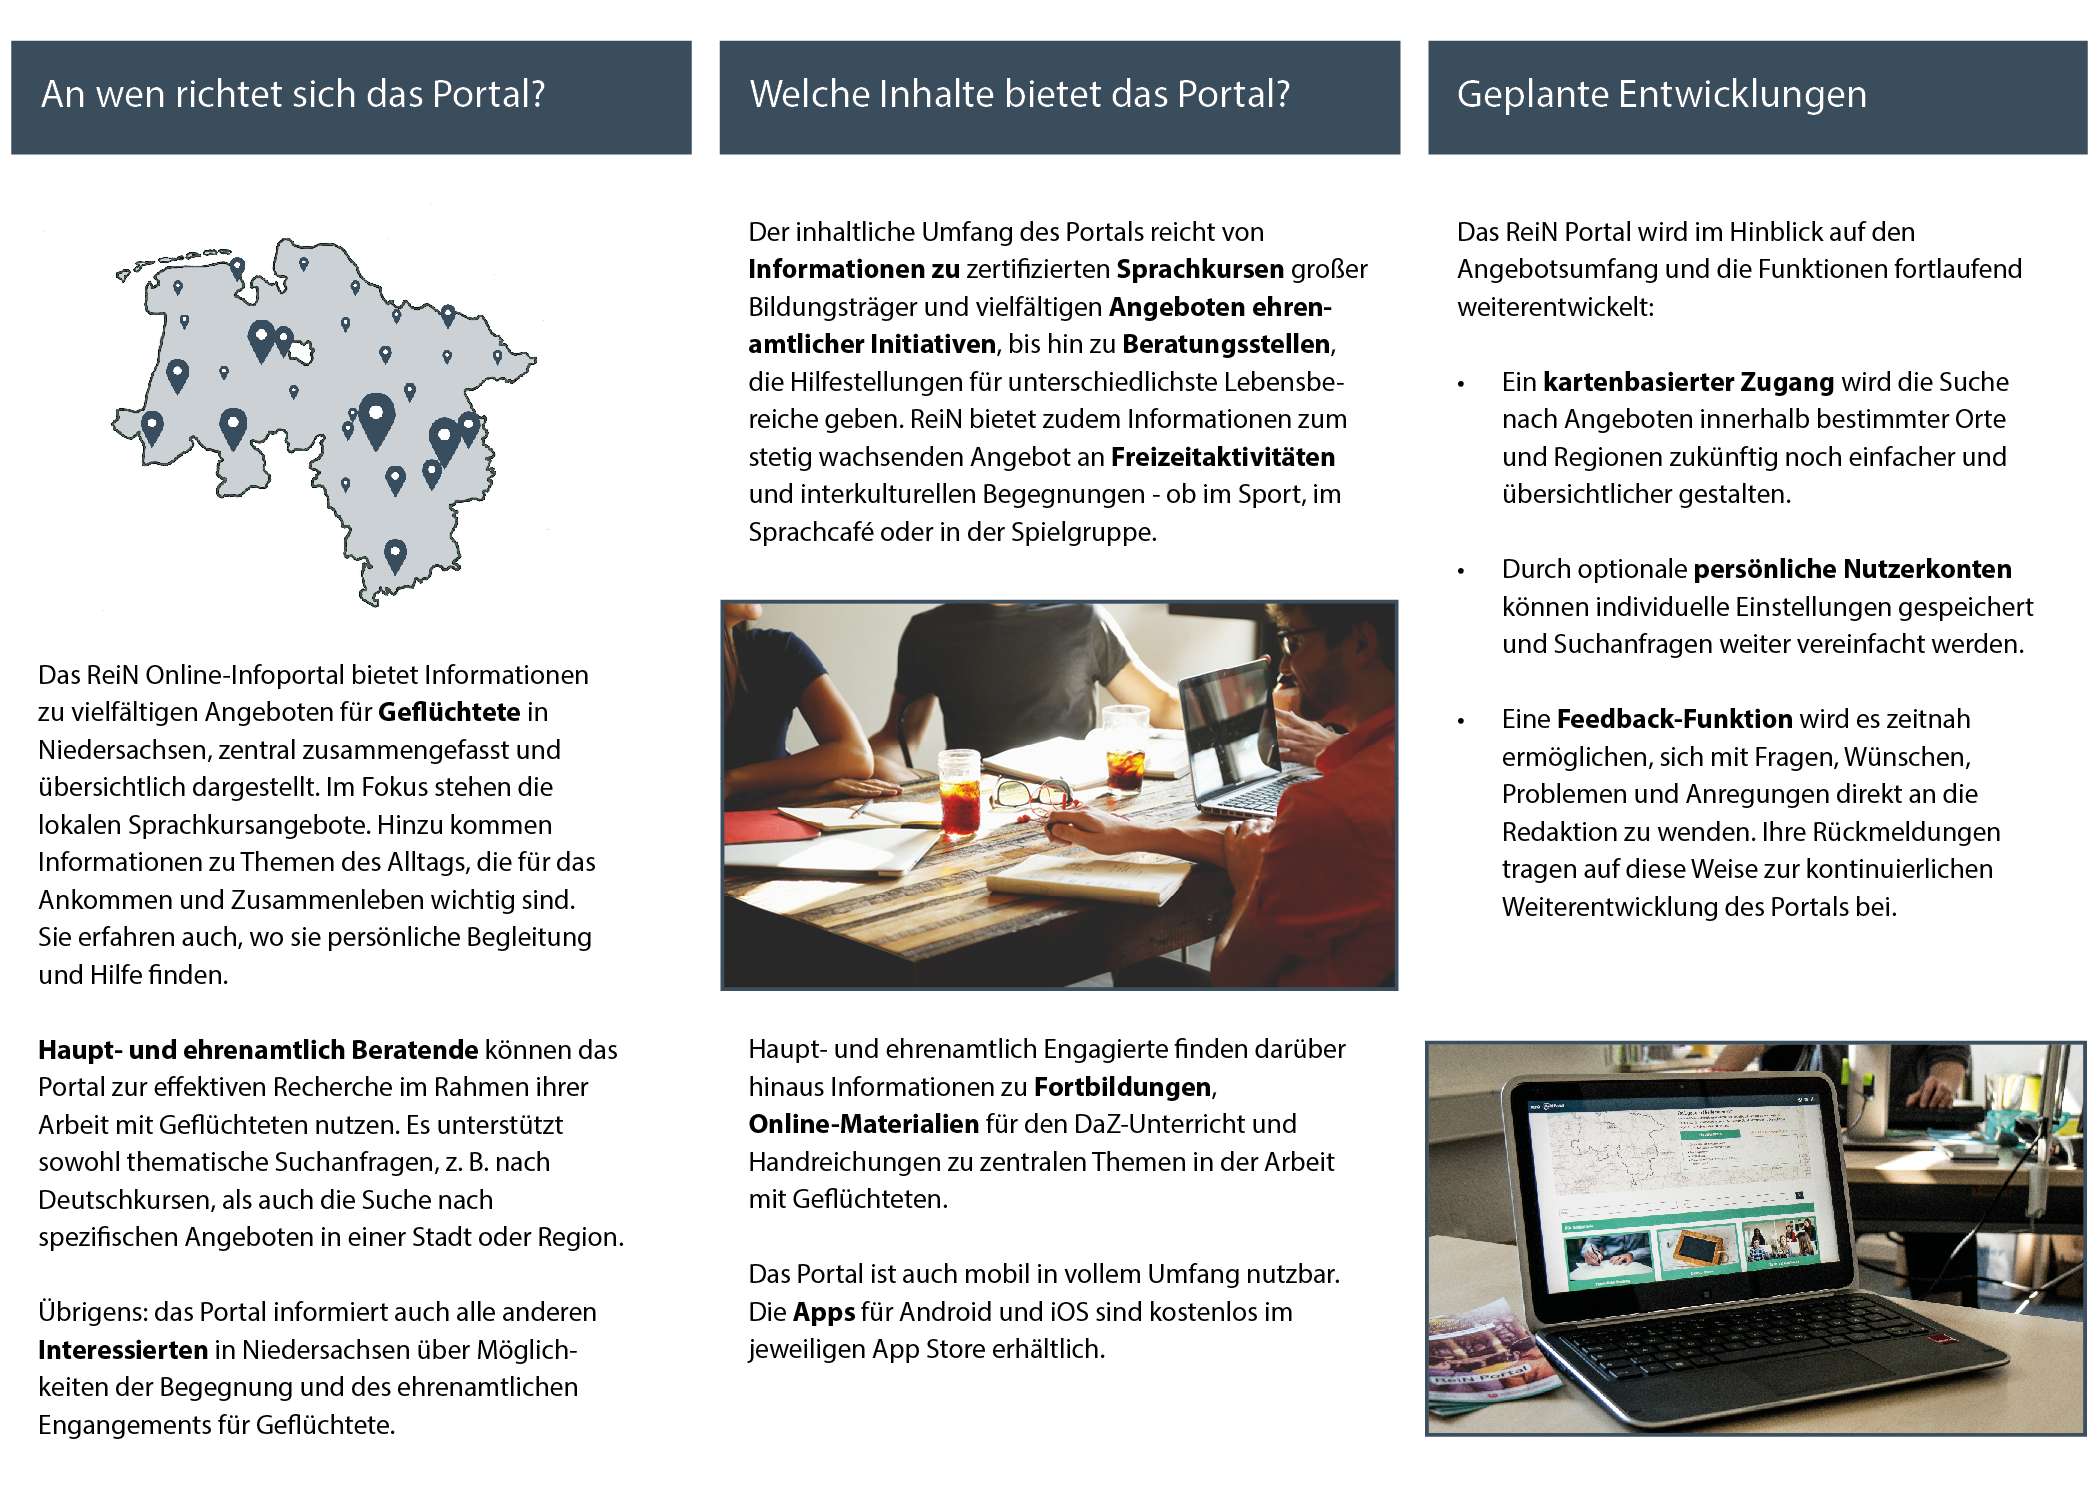 An wen richtet sich das Portal?
Das ReiN Online-Infoportal bietet Informationen
zu vielfältigen Angeboten für Geflüchtete in
Niedersachsen, zentral zusammengefasst und
übersichtlich dargestellt. Im Fokus stehen die
lokalen Sprachkursangebote. Hinzu kommen
Informationen zu Themen des Alltags, die für das
Ankommen und Zusammenleben wichtig sind.
Sie erfahren auch, wo sie persönliche Begleitung
und Hilfe finden.
Haupt- und ehrenamtlich Beratende können das
Portal zur effektiven Recherche im Rahmen ihrer
Arbeit mit Geflüchteten nutzen. Es unterstützt
sowohl thematische Suchanfragen, z. B. nach
Deutschkursen, als auch die Suche nach
spezifischen Angeboten in einer Stadt oder Region.
Übrigens: das Portal informiert auch alle anderen
Interessierten in Niedersachsen über Möglich-
keiten der Begegnung und des ehrenamtlichen
Engangements für Geflüchtete.
Welche Inhalte bietet das Portal?
Der inhaltliche Umfang des Portals reicht von
Informationen zu zertifizierten Sprachkursen großer
Bildungsträger und vielfältigen Angeboten ehren-
amtlicher Initiativen, bis hin zu Beratungsstellen,
die Hilfestellungen für unterschiedlichste Lebensbe-
reiche geben. ReiN bietet zudem Informationen zum
stetig wachsenden Angebot an Freizeitaktivitäten
und interkulturellen Begegnungen - ob im Sport, im
Sprachcafé oder in der Spielgruppe.
Haupt- und ehrenamtlich Engagierte finden darüber
hinaus Informationen zu Fortbildungen,
Online-Materialien für den DaZ-Unterricht und
Handreichungen zu zentralen Themen in der Arbeit
mit Geflüchteten.
Das Portal ist auch mobil in vollem Umfang nutzbar.
Die Apps für Android und iOS sind kostenlos im
jeweiligen App Store erhältlich.
Geplante Entwicklungen
Das ReiN Portal wird im Hinblick auf den
Angebotsumfang und die Funktionen fortlaufend
weiterentwickelt:
• Ein kartenbasierter Zugang wird die Suche
nach Angeboten innerhalb bestimmter Orte
und Regionen zukünftig noch einfacher und
übersichtlicher gestalten.
• Durch optionale persönliche Nutzerkonten
können individuelle Einstellungen gespeichert
und Suchanfragen weiter vereinfacht werden.
• Eine Feedback-Funktion wird es zeitnah
ermöglichen, sich mit Fragen, Wünschen,
Problemen und Anregungen direkt an die
Redaktion zu wenden. Ihre Rückmeldungen
tragen auf diese Weise zur kontinuierlichen
Weiterentwicklung des Portals bei.
ReiN Portal